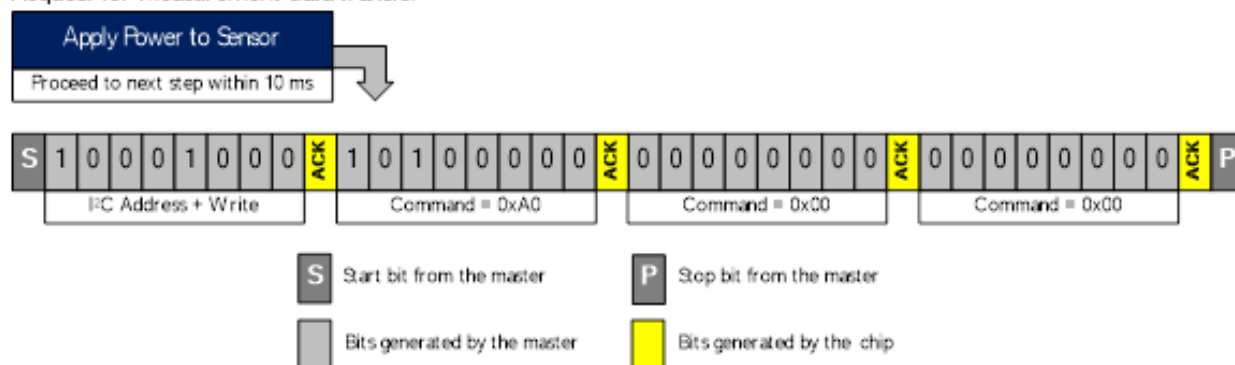 Apply Power to Sensor
Proceed to next step within 10 ms
S 1 0 0 0 1 0 0 0 ACK 1 0 1 0 0 0 0 0 ACK 0 0 0 0 0 0 0 0 ACK 0 0 0 0 0 0 0 0 ACK P
I²C Address + Write Command = 0xA0 Command = 0x00 Command = 0x00
S Start bit from the master P Stop bit from the master
Bits generated by the master Bits generated by the chip